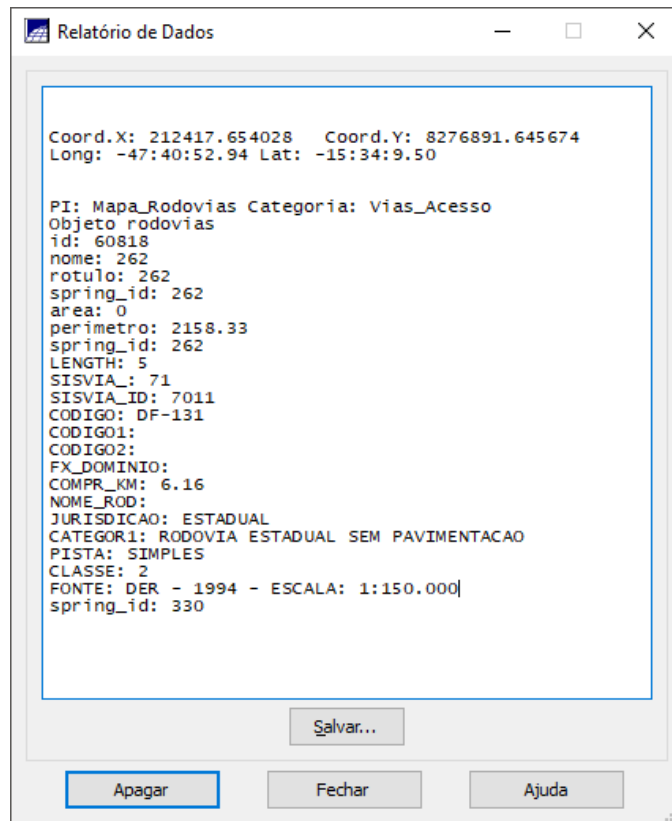 Relatório de Dados
Coord.X: 212417.654028   Coord.Y: 8276891.645674
Long: -47:40:52.94 Lat: -15:34:9.50
PI: Mapa_Rodovias Categoria: Vias_Acesso
Objeto rodovias
id: 60818
nome: 262
rotulo: 262
spring_id: 262
area: 0
perimetro: 2158.33
spring_id: 262
LENGTH: 5
SISVIA_: 71
SISVIA_ID: 7011
CODIGO: DF-131
CODIGO1:
CODIGO2:
FX_DOMINIO:
COMPR_KM: 6.16
NOME_ROD:
JURISDICAO: ESTADUAL
CATEGOR1: RODOVIA ESTADUAL SEM PAVIMENTACAO
PISTA: SIMPLES
CLASSE: 2
FONTE: DER - 1994 - ESCALA: 1:150.000
spring_id: 330
Salvar...
Apagar Fechar Ajuda